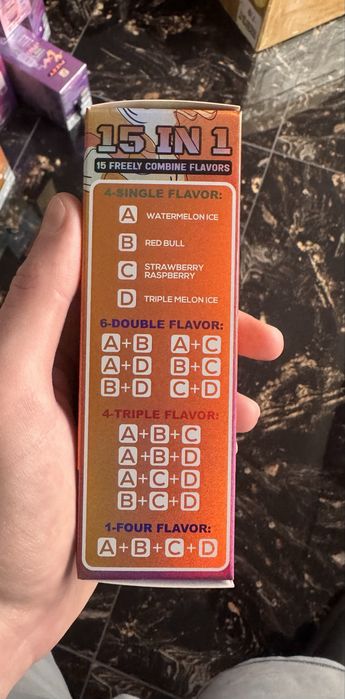 15 IN 1
15 FREELY COMBINE FLAVORS
4-SINGLE FLAVOR:
A WATERMELON ICE
B RED BULL
C STRAWBERRY
RASPBERRY
D TRIPLE MELON ICE
6-DOUBLE FLAVOR:
A+B A+C
A+D B+C
B+D C+D
4-TRIPLE FLAVOR:
A+B+C
A+B+D
A+C+D
B+C+D
1-FOUR FLAVOR:
A+B+C+D